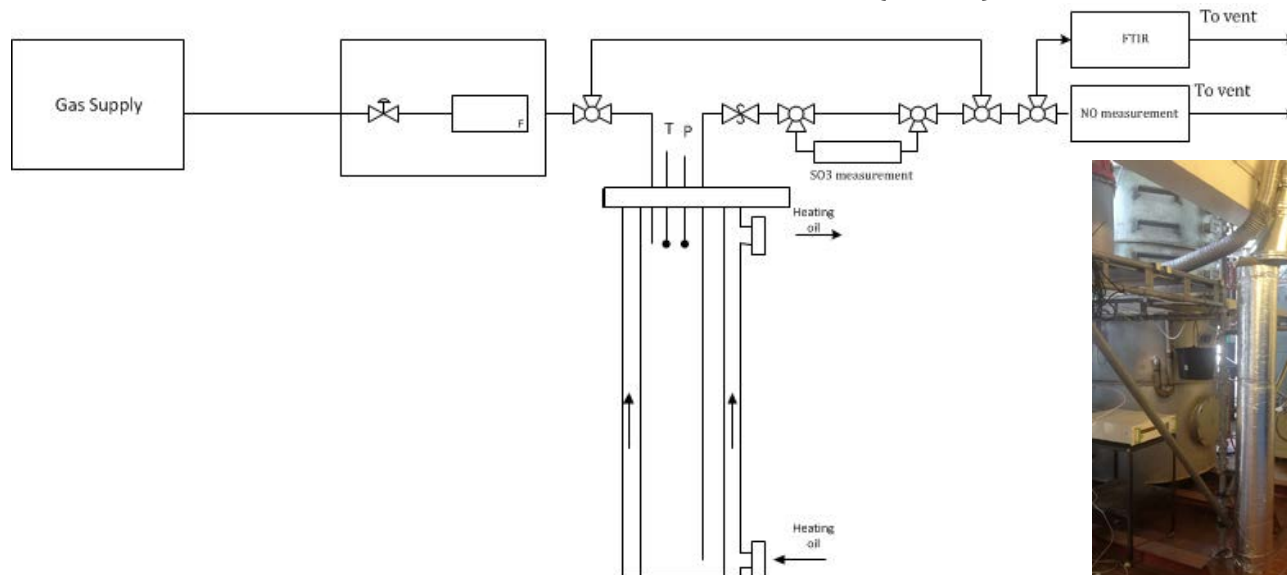 To vent
FTIR
Gas Supply
To vent
F
NO measurement
T P
SO3 measurement
Heating
oil
Heating
oil